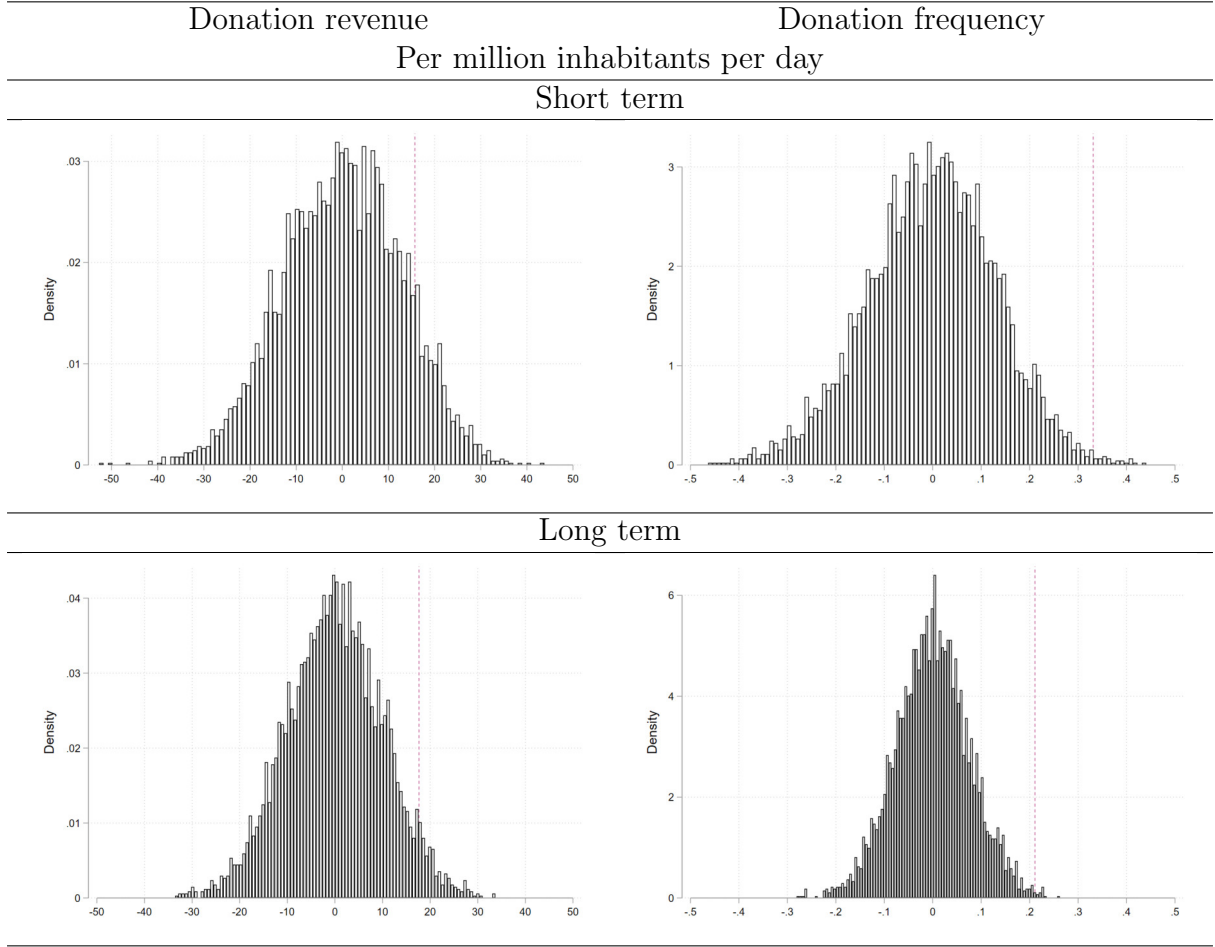 Donation revenue Donation frequency
Per million inhabitants per day
Short term
Density
.03
.02
.01
0
-50 -40 -30 -20 -10 0 10 20 30 40 50
Density
3
2
1
0
-.5 -.4 -.3 -.2 -.1 0 .1 .2 .3 .4 .5
Long term
Density
.04
.03
.02
.01
0
-50 -40 -30 -20 -10 0 10 20 30 40 50
Density
6
4
2
0
-.5 -.4 -.3 -.2 -.1 0 .1 .2 .3 .4 .5